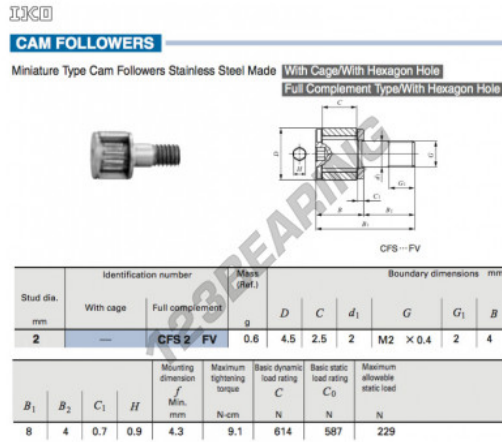 IKO
CAM FOLLOWERS
Miniature Type Cam Followers Stainless Steel Made With Cage/With Hexagon Hole
Full Complement Type/With Hexagon Hole
C
D
H
d1
G
G1
C1
B
B2
B1
CFS···FV
123BEARING
Stud dia.
mm
Identification number
With cage
Full complement
Mass
(Ref.)
g
Boundary dimensions mm
D C d1 G G1 B
2 — CFS 2 FV 0.6 4.5 2.5 2 M2 × 0.4 2 4
B1 B2 C1 H
Mounting
dimension
f
Min.
mm
Maximum
tightening
torque
N-cm
Basic dynamic
load rating
C
N
Basic static
load rating
C0
N
Maximum
allowable
static load
N
8 4 0.7 0.9 4.3 9.1 614 587 229